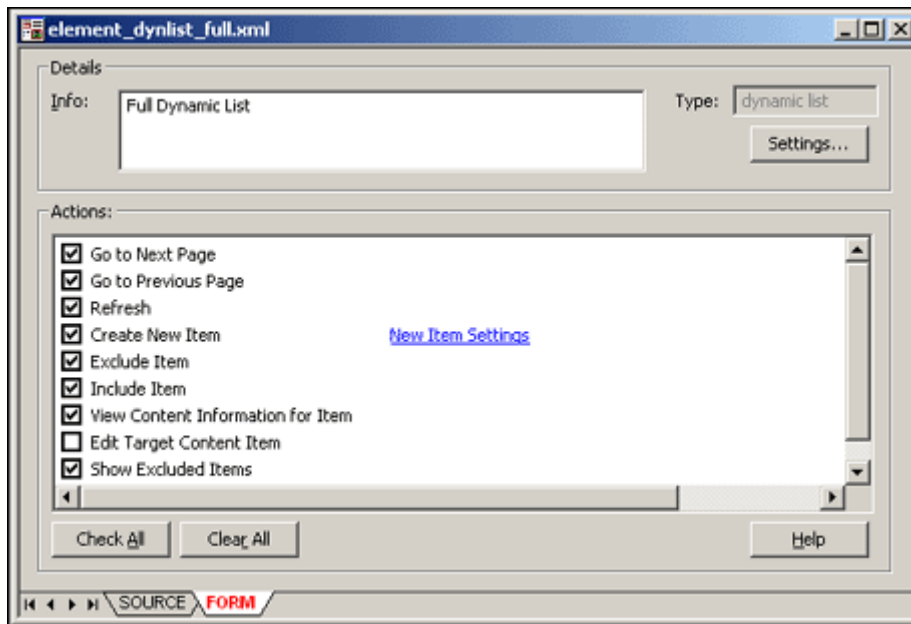 element_dynlist_full.xml
Details
Info:
Full Dynamic List
Type:
dynamic list
Settings...
Actions:
Go to Next Page
Go to Previous Page
Refresh
Create New Item New Item Settings
Exclude Item
Include Item
View Content Information for Item
Edit Target Content Item
Show Excluded Items
Check All Clear All Help
SOURCE FORM